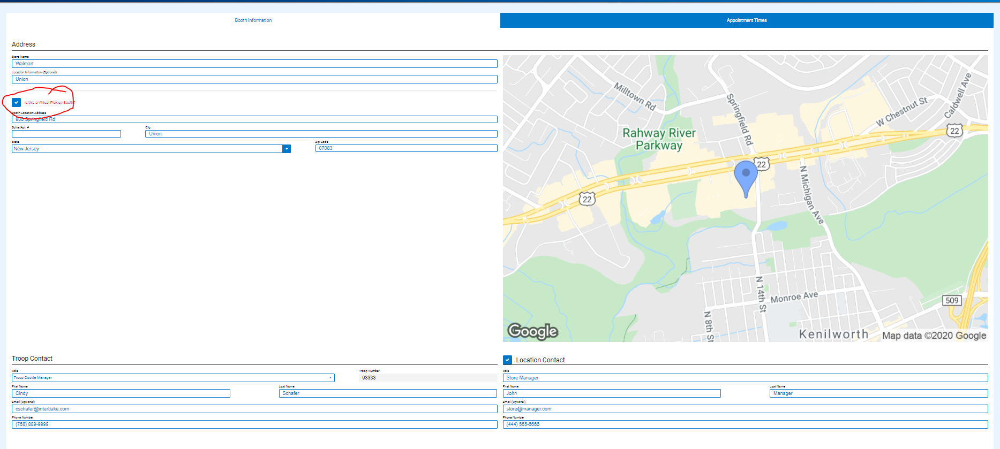 Booth Information
Appointment Times
Address
Store Name
Walmart
Location Information (Optional)
Union
Is this a Virtual Pick up Booth?
Booth Location Address
900 Springfield Rd
Suite/Apt. #
City
Union
State
New Jersey
Zip Code
07083
Milltown Rd
Springfield Rd
W Chestnut St
Caldwell Ave
22
Rahway River
Parkway
22
22
N Michigan Ave
N 14th St
Monroe Ave
509
N 8th St
Kenilworth
Google
Map data ©2020 Google
Troop Contact
Role
Troop Cookie Manager
Troop Number
93333
First Name
Cindy
Last Name
Schafer
Email (Optional)
cschafer@interbake.com
Phone Number
(758) 889-9999
Location Contact
Role
Store Manager
First Name
John
Last Name
Manager
Email (Optional)
store@manager.com
Phone Number
(444) 555-6666